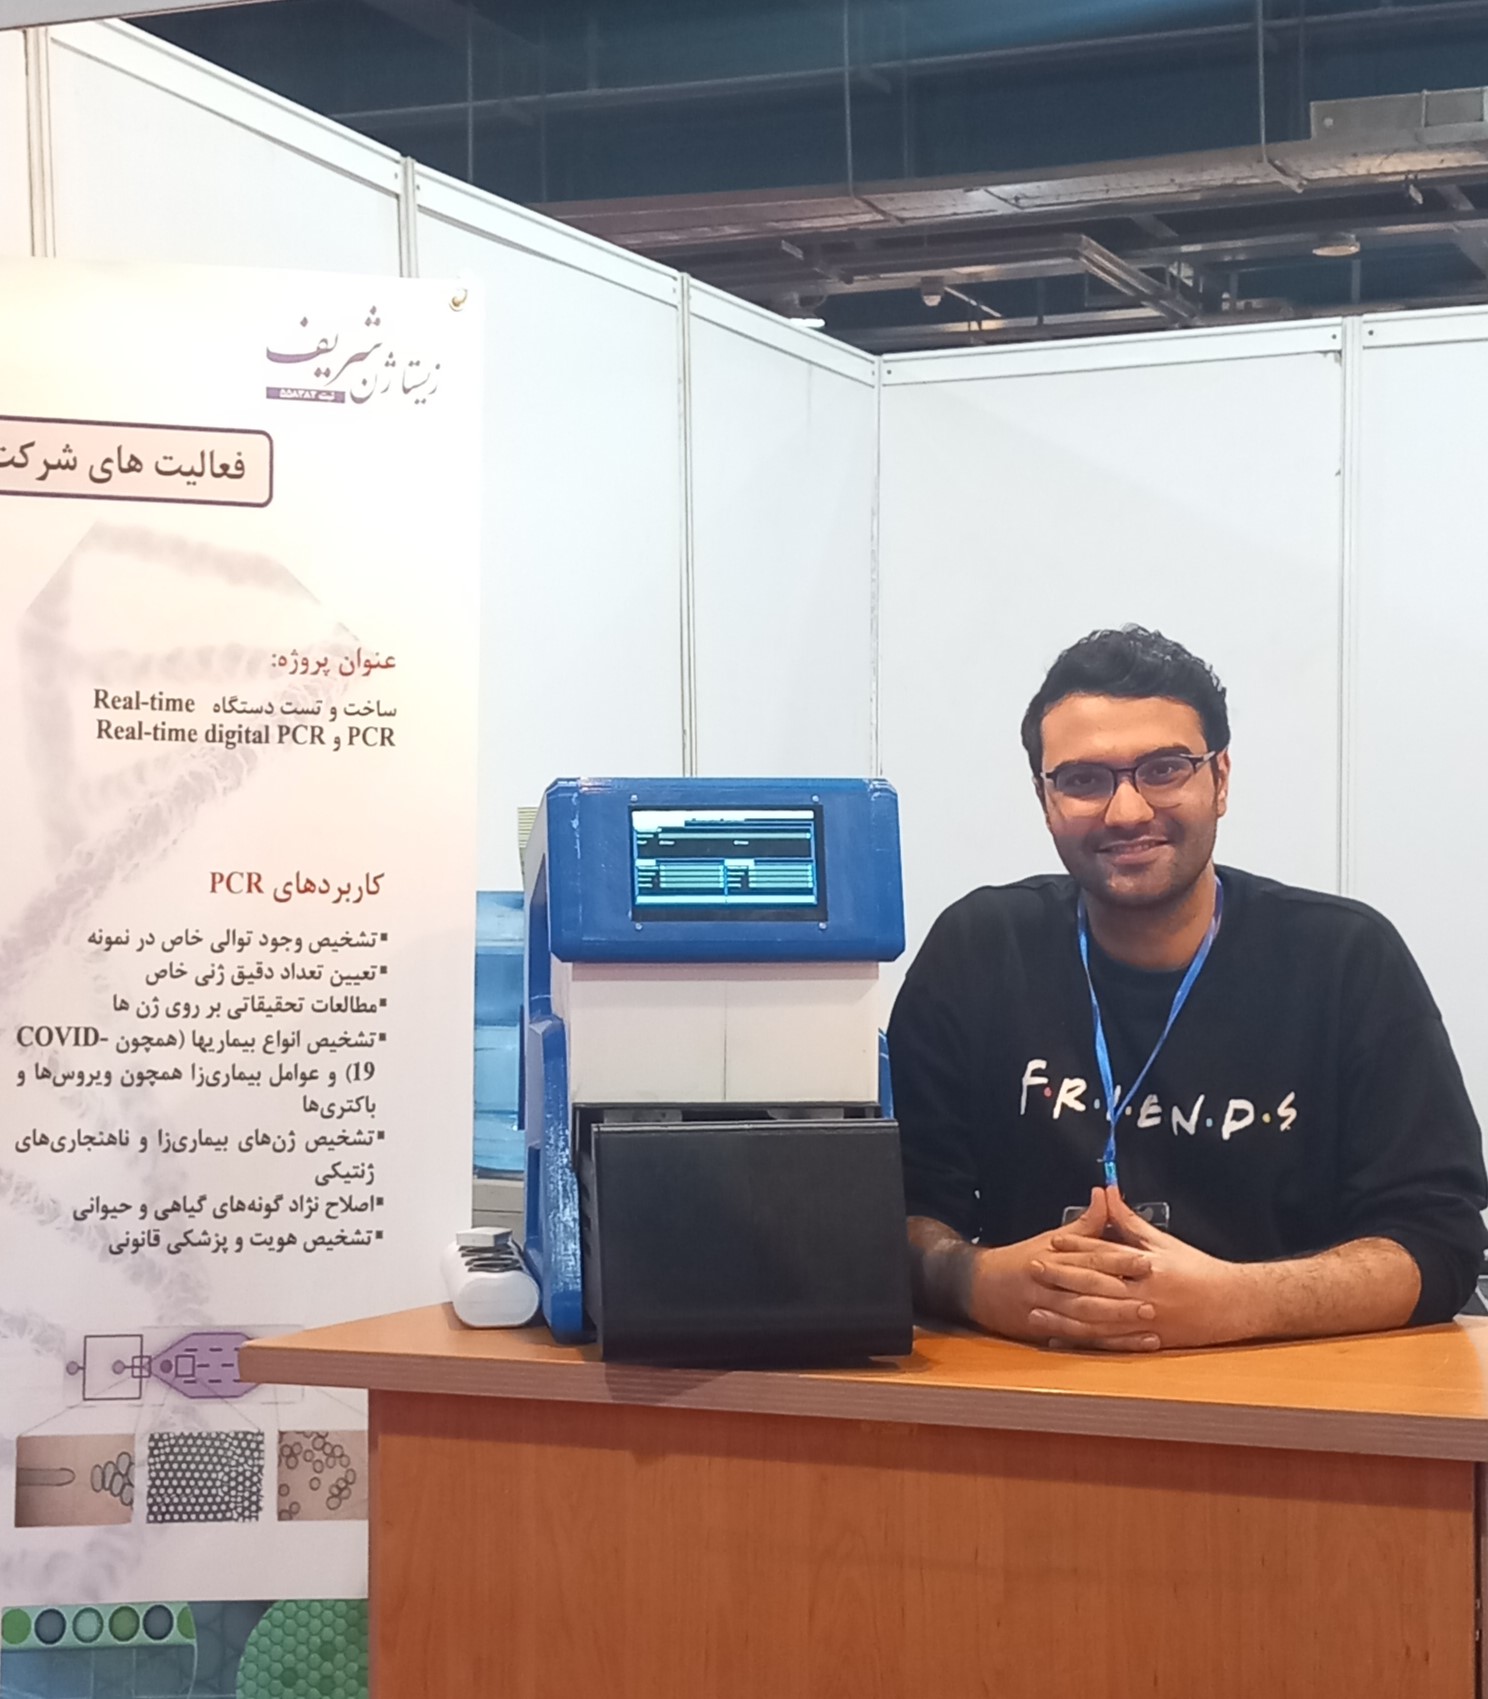 زیستا ژن شریف
ثبت ۵۵۸۳۸۲
فعالیت های شرکت
عنوان پروژه:
ساخت و تست دستگاه Real-time
PCR و Real-time digital PCR
کاربردهای PCR
▪تشخیص وجود توالی خاص در نمونه
▪تعیین تعداد دقیق ژنی خاص
▪مطالعات تحقیقاتی بر روی ژن ها
▪تشخیص انواع بیماریها (همچون COVID-
19) و عوامل بیماری‌زا همچون ویروس‌ها و
باکتری‌ها
▪تشخیص ژن‌های بیماری‌زا و ناهنجاری‌های
ژنتیکی
▪اصلاح نژاد گونه‌های گیاهی و حیوانی
▪تشخیص هویت و پزشکی قانونی
F·R·I·E·N·D·S